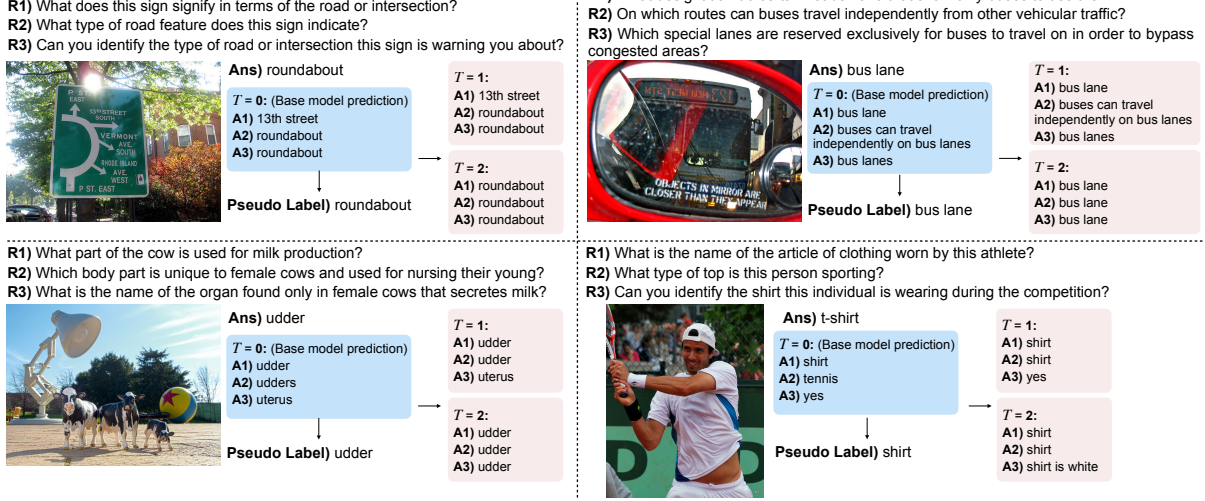 R1) What does this sign signify in terms of the road or intersection?
R2) What type of road feature does this sign indicate?
R3) Can you identify the type of road or intersection this sign is warning you about?
P S
EAST
13TH STREET
SOUTH
VERMONT
AVE.
SOUTH
RHODE ISLAND
AVE.
WEST
P ST. EAST
Ans) roundabout
T = 0: (Base model prediction)
A1) 13th street
A2) roundabout
A3) roundabout
Pseudo Label) roundabout
T = 1:
A1) 13th street
A2) roundabout
A3) roundabout
T = 2:
A1) roundabout
A2) roundabout
A3) roundabout
R2) On which routes can buses travel independently from other vehicular traffic?
R3) Which special lanes are reserved exclusively for buses to travel on in order to bypass
congested areas?
OBJECTS IN MIRROR ARE
CLOSER THAN THEY APPEAR
Ans) bus lane
T = 0: (Base model prediction)
A1) bus lane
A2) buses can travel
independently on bus lanes
A3) bus lanes
Pseudo Label) bus lane
T = 1:
A1) bus lane
A2) buses can travel
independently on bus lanes
A3) bus lanes
T = 2:
A1) bus lane
A2) bus lane
A3) bus lane
R1) What part of the cow is used for milk production?
R2) Which body part is unique to female cows and used for nursing their young?
R3) What is the name of the organ found only in female cows that secretes milk?
Ans) udder
T = 0: (Base model prediction)
A1) udder
A2) udders
A3) uterus
Pseudo Label) udder
T = 1:
A1) udder
A2) udder
A3) uterus
T = 2:
A1) udder
A2) udder
A3) udder
R1) What is the name of the article of clothing worn by this athlete?
R2) What type of top is this person sporting?
R3) Can you identify the shirt this individual is wearing during the competition?
Ans) t-shirt
T = 0: (Base model prediction)
A1) shirt
A2) tennis
A3) yes
Pseudo Label) shirt
T = 1:
A1) shirt
A2) shirt
A3) yes
T = 2:
A1) shirt
A2) shirt
A3) shirt is white